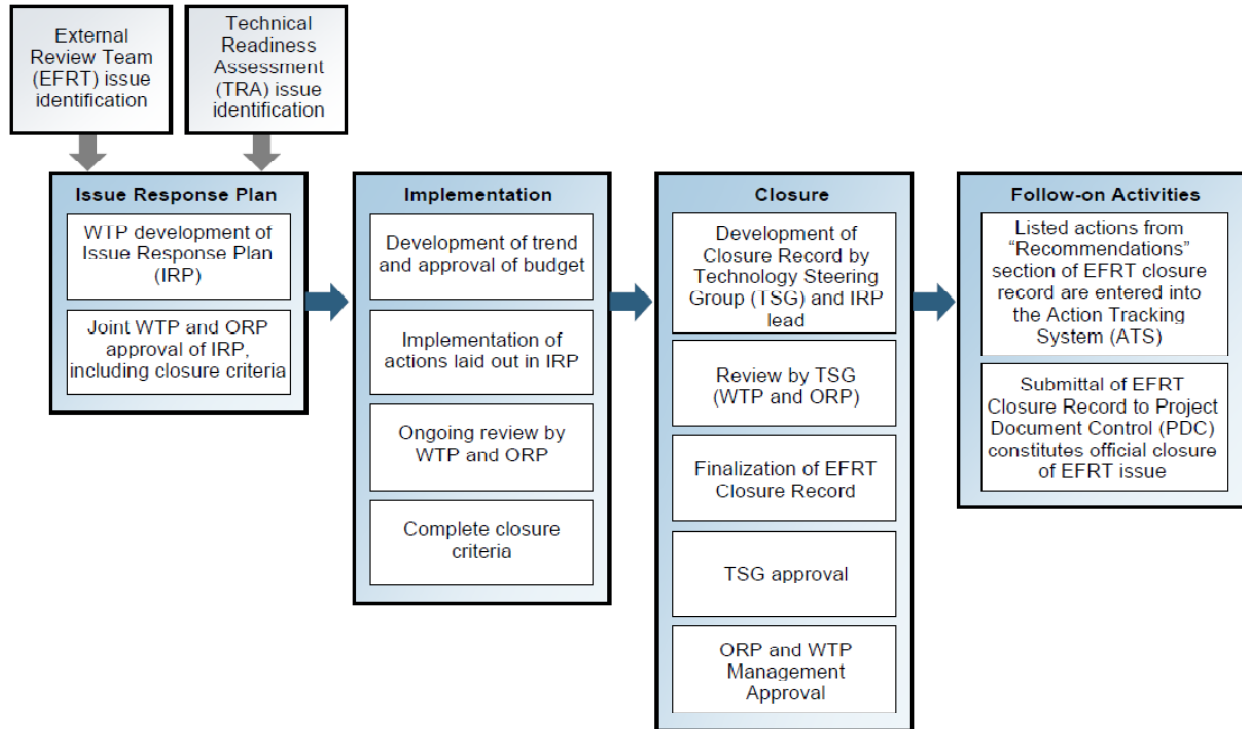 External
Review Team
(EFRT) issue
identification
Technical
Readiness
Assessment
(TRA) issue
identification
Issue Response Plan
WTP development of
Issue Response Plan
(IRP)
Joint WTP and ORP
approval of IRP,
including closure criteria
Implementation
Development of trend
and approval of budget
Implementation of
actions laid out in IRP
Ongoing review by
WTP and ORP
Complete closure
criteria
Closure
Development of
Closure Record by
Technology Steering
Group (TSG) and IRP
lead
Review by TSG
(WTP and ORP)
Finalization of EFRT
Closure Record
TSG approval
ORP and WTP
Management
Approval
Follow-on Activities
Listed actions from
“Recommendations”
section of EFRT closure
record are entered into
the Action Tracking
System (ATS)
Submittal of EFRT
Closure Record to Project
Document Control (PDC)
constitutes official closure
of EFRT issue